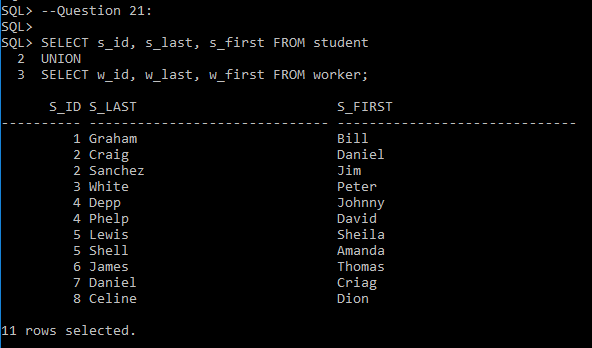 SQL> --Question 21:
SQL>
SQL> SELECT s_id, s_last, s_first FROM student
  2  UNION
  3  SELECT w_id, w_last, w_first FROM worker;

      S_ID S_LAST                         S_FIRST
---------- ------------------------------ ------------------------------
         1 Graham                         Bill
         2 Craig                          Daniel
         2 Sanchez                        Jim
         3 White                          Peter
         4 Depp                           Johnny
         4 Phelp                          David
         5 Lewis                          Sheila
         5 Shell                          Amanda
         6 James                          Thomas
         7 Daniel                         Criag
         8 Celine                         Dion

11 rows selected.